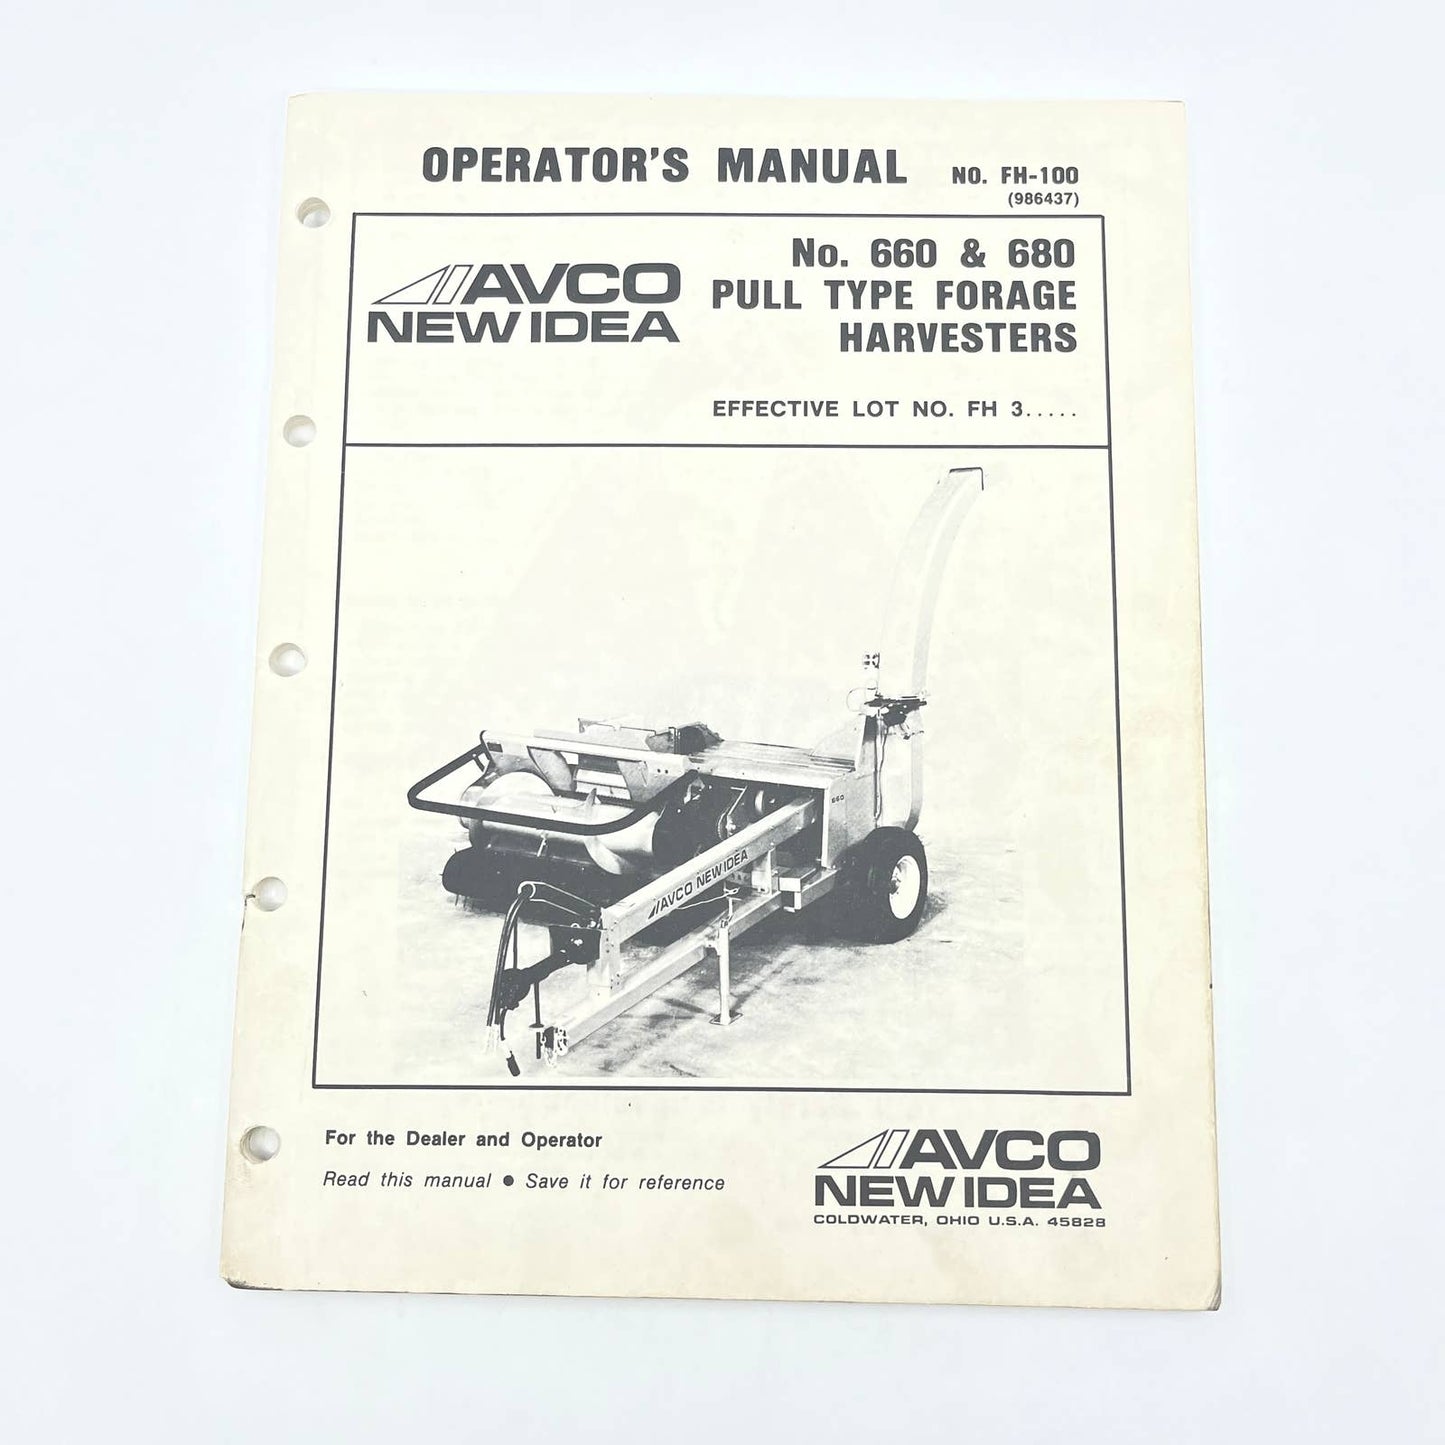 OPERATOR'S MANUAL NO. FH-100
(986437)
AVCO
NEW IDEA
No. 660 & 680
PULL TYPE FORAGE
HARVESTERS
EFFECTIVE LOT NO. FH 3.....
660
AVCO NEW IDEA
For the Dealer and Operator
Read this manual • Save it for reference
AVCO
NEW IDEA
COLDWATER, OHIO U.S.A. 45828